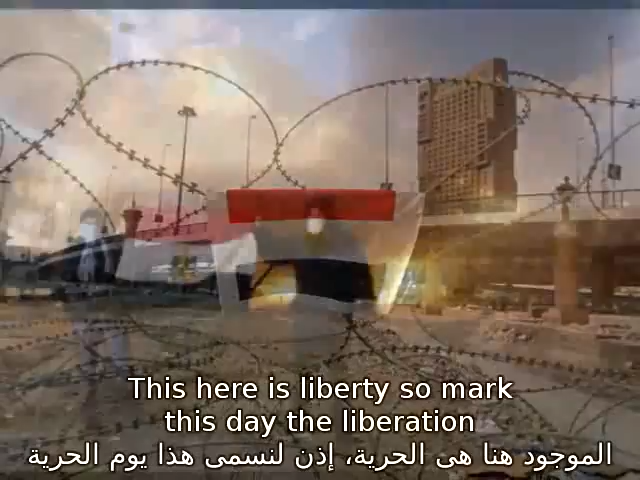 This here is liberty so mark
this day the liberation
الموجود هنا هى الحرية، إذن لنسمى هذا يوم الحرية